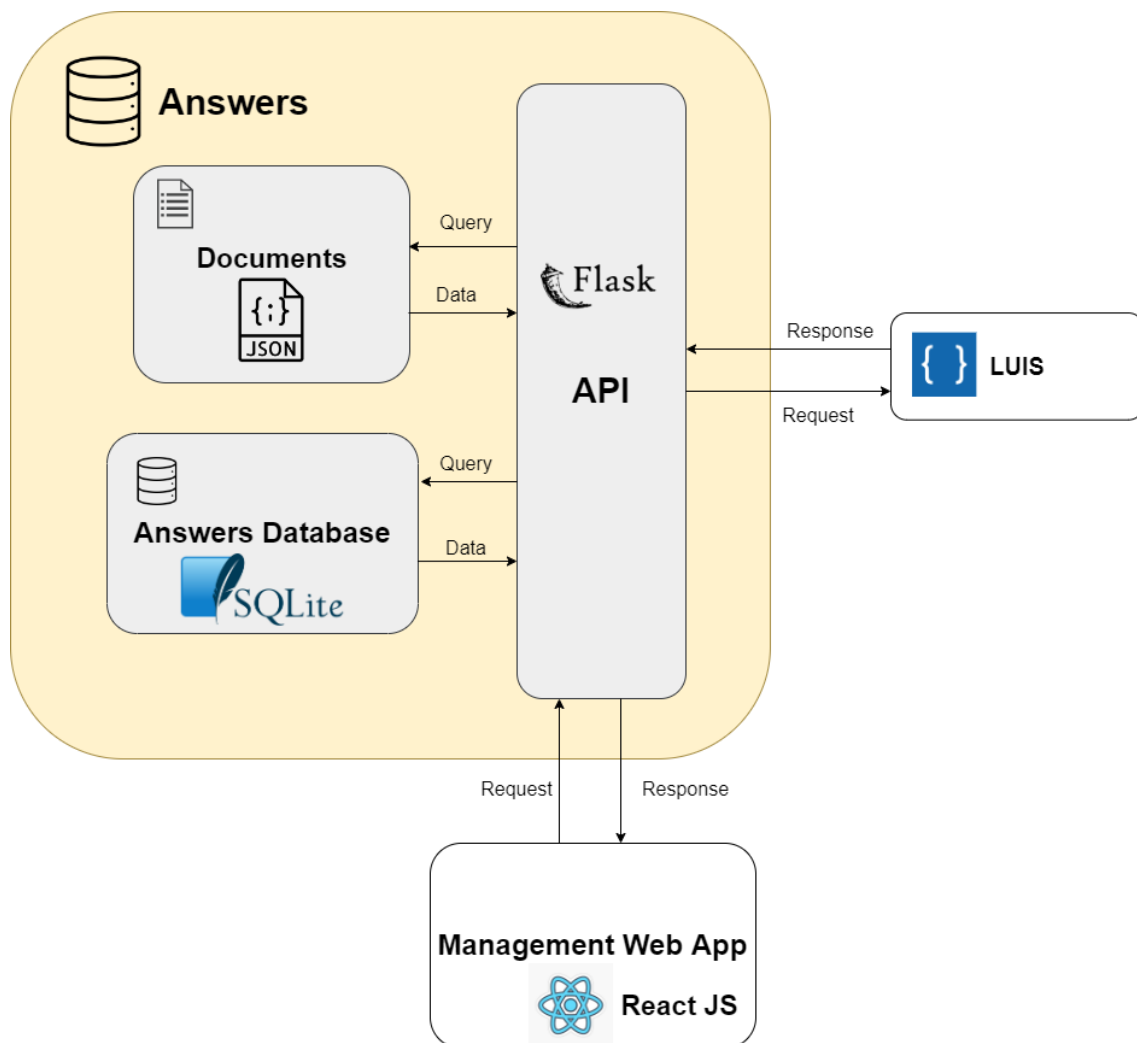 Answers
Documents
{;}
JSON
Query
Data
Flask
API
Response
Request
{ }
LUIS
Query
Data
Answers Database
SQLite
Request
Response
Management Web App
React JS